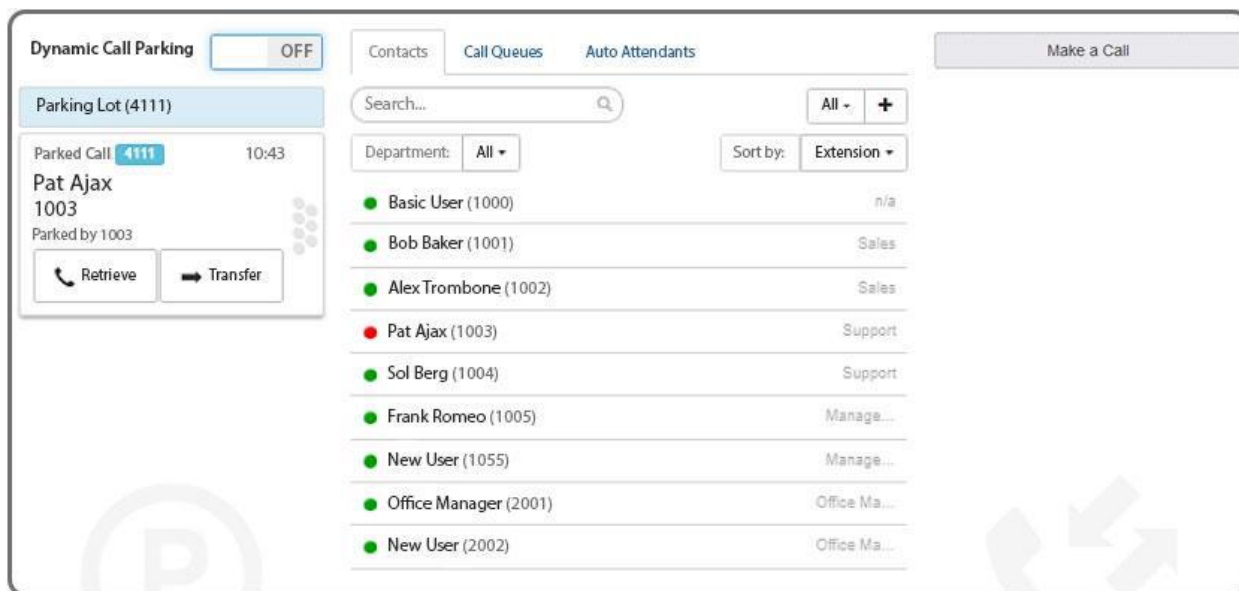 Dynamic Call Parking OFF
Parking Lot (4111)
Parked Call 4111 10:43
Pat Ajax
1003
Parked by 1003
Retrieve Transfer
Contacts Call Queues Auto Attendants
Search...
All +
Department: All
Sort by: Extension
Basic User (1000) n/a
Bob Baker (1001) Sales
Alex Trombone (1002) Sales
Pat Ajax (1003) Support
Sol Berg (1004) Support
Frank Romeo (1005) Manage...
New User (1055) Manage...
Office Manager (2001) Office Ma...
New User (2002) Office Ma...
Make a Call
P